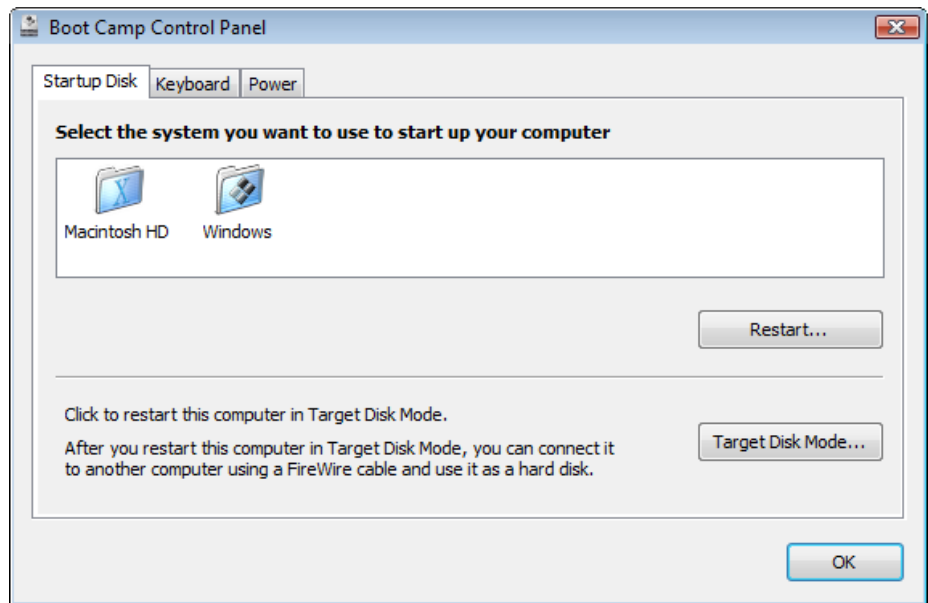 Boot Camp Control Panel
Startup Disk Keyboard Power
Select the system you want to use to start up your computer
Macintosh HD Windows
Restart...
Click to restart this computer in Target Disk Mode.
After you restart this computer in Target Disk Mode, you can connect it
to another computer using a FireWire cable and use it as a hard disk.
Target Disk Mode...
OK